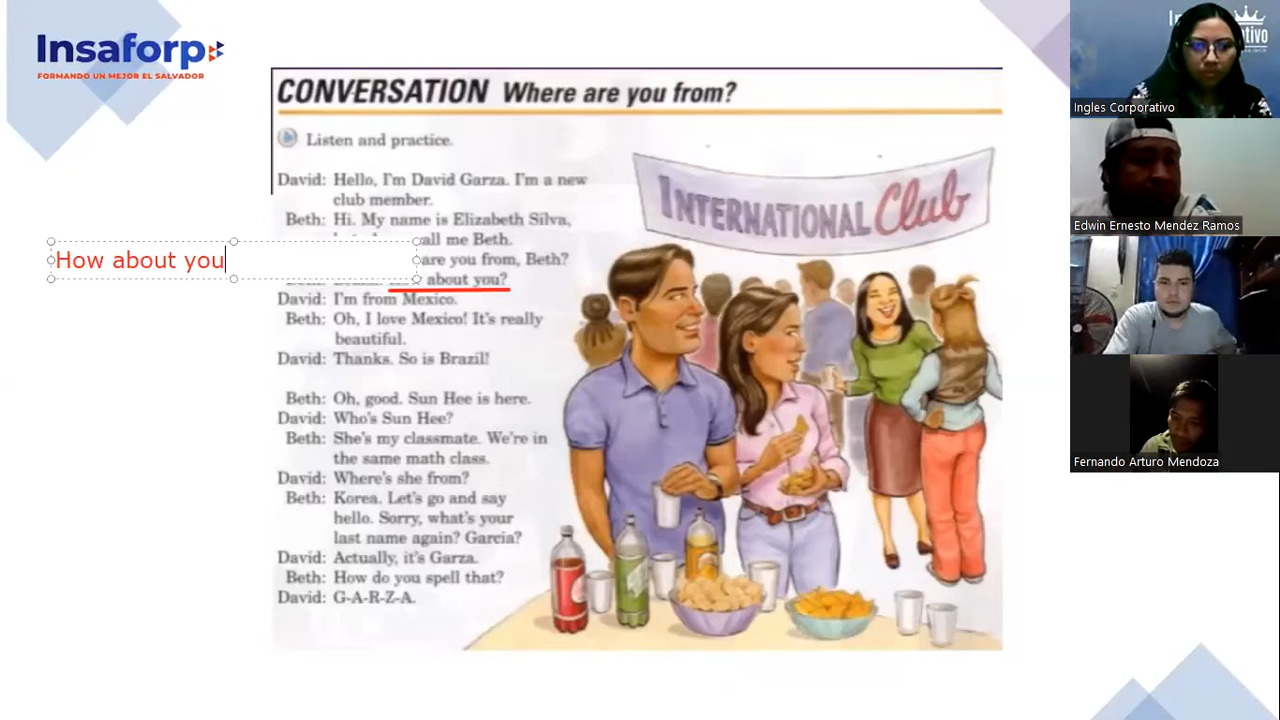 Insaforp
FORMANDO UN MEJOR EL SALVADOR
CONVERSATION Where are you from?
Listen and practice.
David: Hello, I'm David Garza. I'm a new
club member.
Beth: Hi. My name is Elizabeth Silva,
all me Beth.
How about you
are you from, Beth?
about you?
David: I'm from Mexico.
Beth: Oh, I love Mexico! It's really
beautiful.
David: Thanks. So is Brazil!
Beth: Oh, good. Sun Hee is here.
David: Who's Sun Hee?
Beth: She's my classmate. We're in
the same math class.
David: Where's she from?
Beth: Korea. Let's go and say
hello. Sorry, what's your
last name again? Garcia?
David: Actually, it's Garza.
Beth: How do you spell that?
David: G-A-R-Z-A.
INTERNATIONAL Club
Ingles Corporativo
Edwin Ernesto Mendez Ramos
Fernando Arturo Mendoza